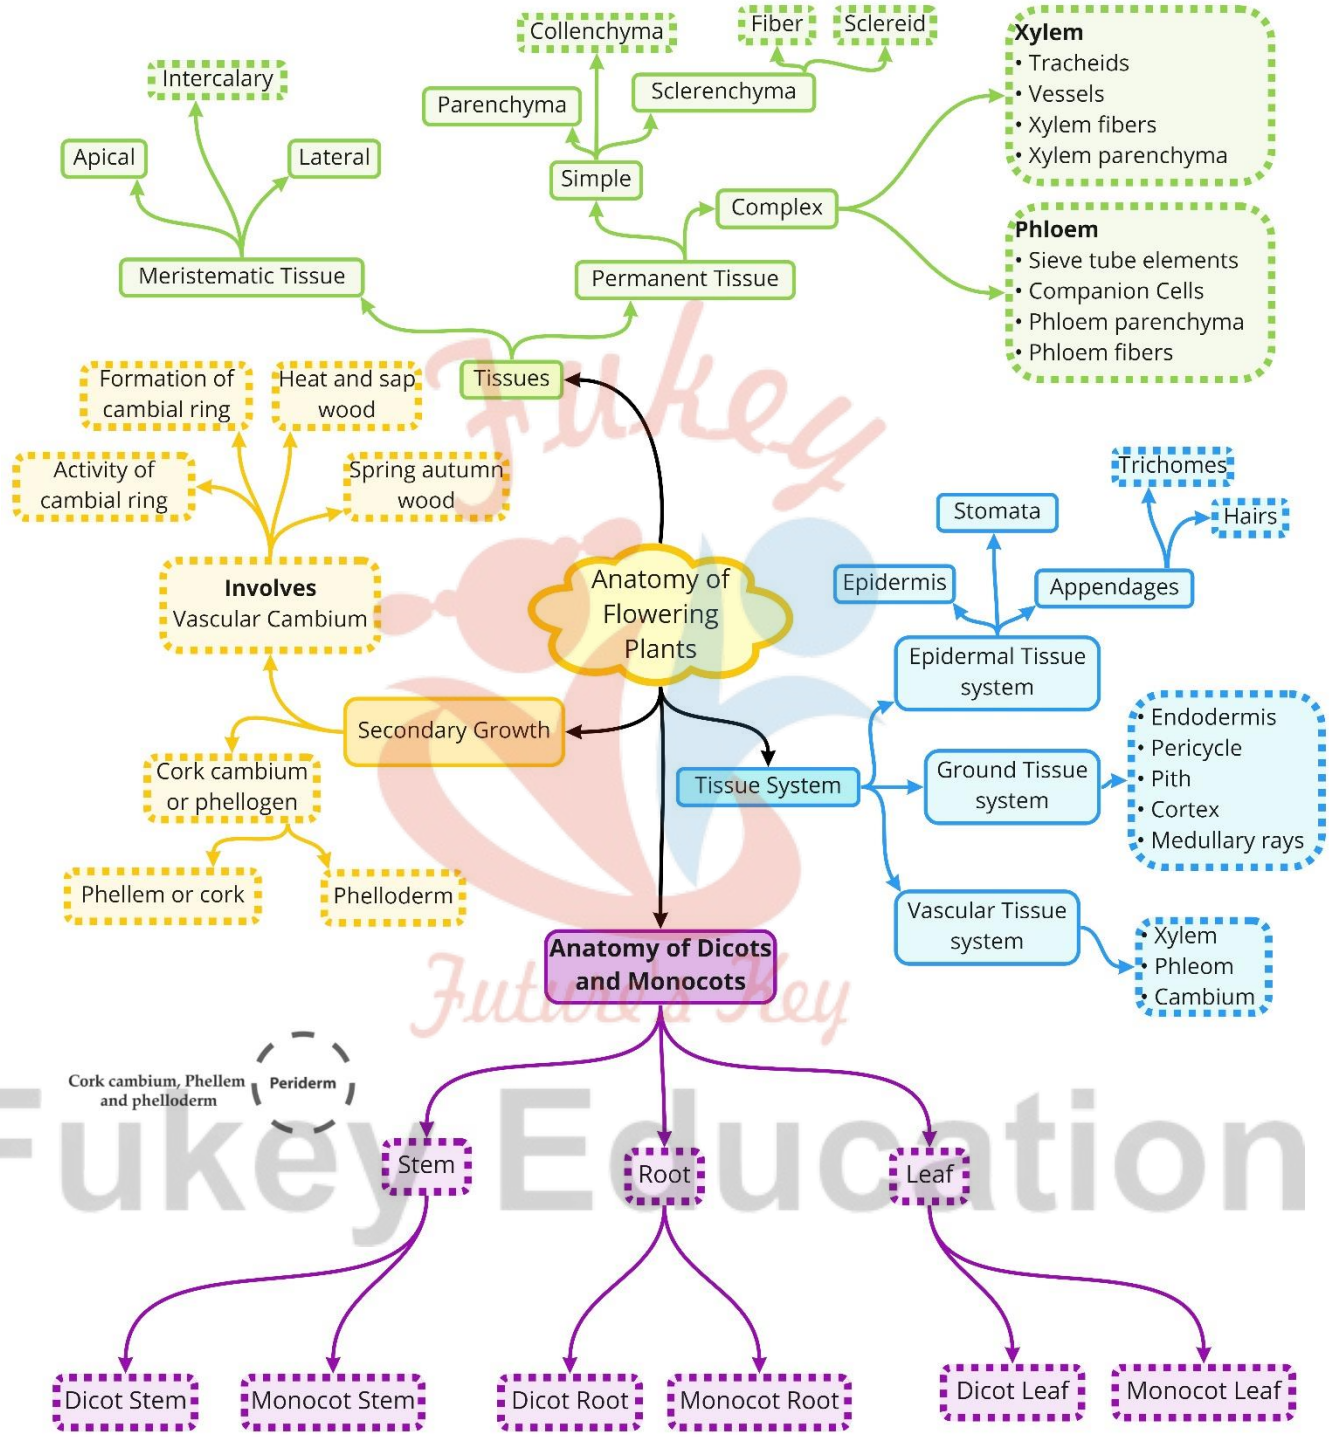 Collenchyma
Fiber
Sclereid
Xylem
• Tracheids
• Vessels
• Xylem fibers
• Xylem parenchyma
Intercalary
Parenchyma
Sclerenchyma
Apical
Lateral
Simple
Complex
Phloem
• Sieve tube elements
• Companion Cells
• Phloem parenchyma
• Phloem fibers
Meristematic Tissue
Permanent Tissue
Tissues
Fukey
Formation of
cambial ring
Heat and sap
wood
Activity of
cambial ring
Spring autumn
wood
Involves
Vascular Cambium
Anatomy of
Flowering
Plants
Trichomes
Hairs
Stomata
Epidermis
Appendages
Epidermal Tissue
system
Secondary Growth
Tissue System
Ground Tissue
system
• Endodermis
• Pericycle
• Pith
• Cortex
• Medullary rays
Cork cambium
or phellogen
Phellem or cork
Phelloderm
Vascular Tissue
system
• Xylem
• Phleom
• Cambium
Anatomy of Dicots
and Monocots
Future's Key
Cork cambium, Phellem
and phelloderm
Periderm
Fukey Education
Stem
Root
Leaf
Dicot Stem
Monocot Stem
Dicot Root
Monocot Root
Dicot Leaf
Monocot Leaf